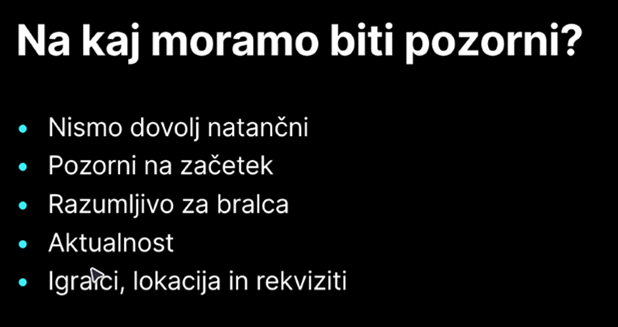 Na kaj moramo biti pozorni?
• Nismo dovolj natančni
• Pozorni na začetek
• Razumljivo za bralca
• Aktualnost
• Igralci, lokacija in rekviziti